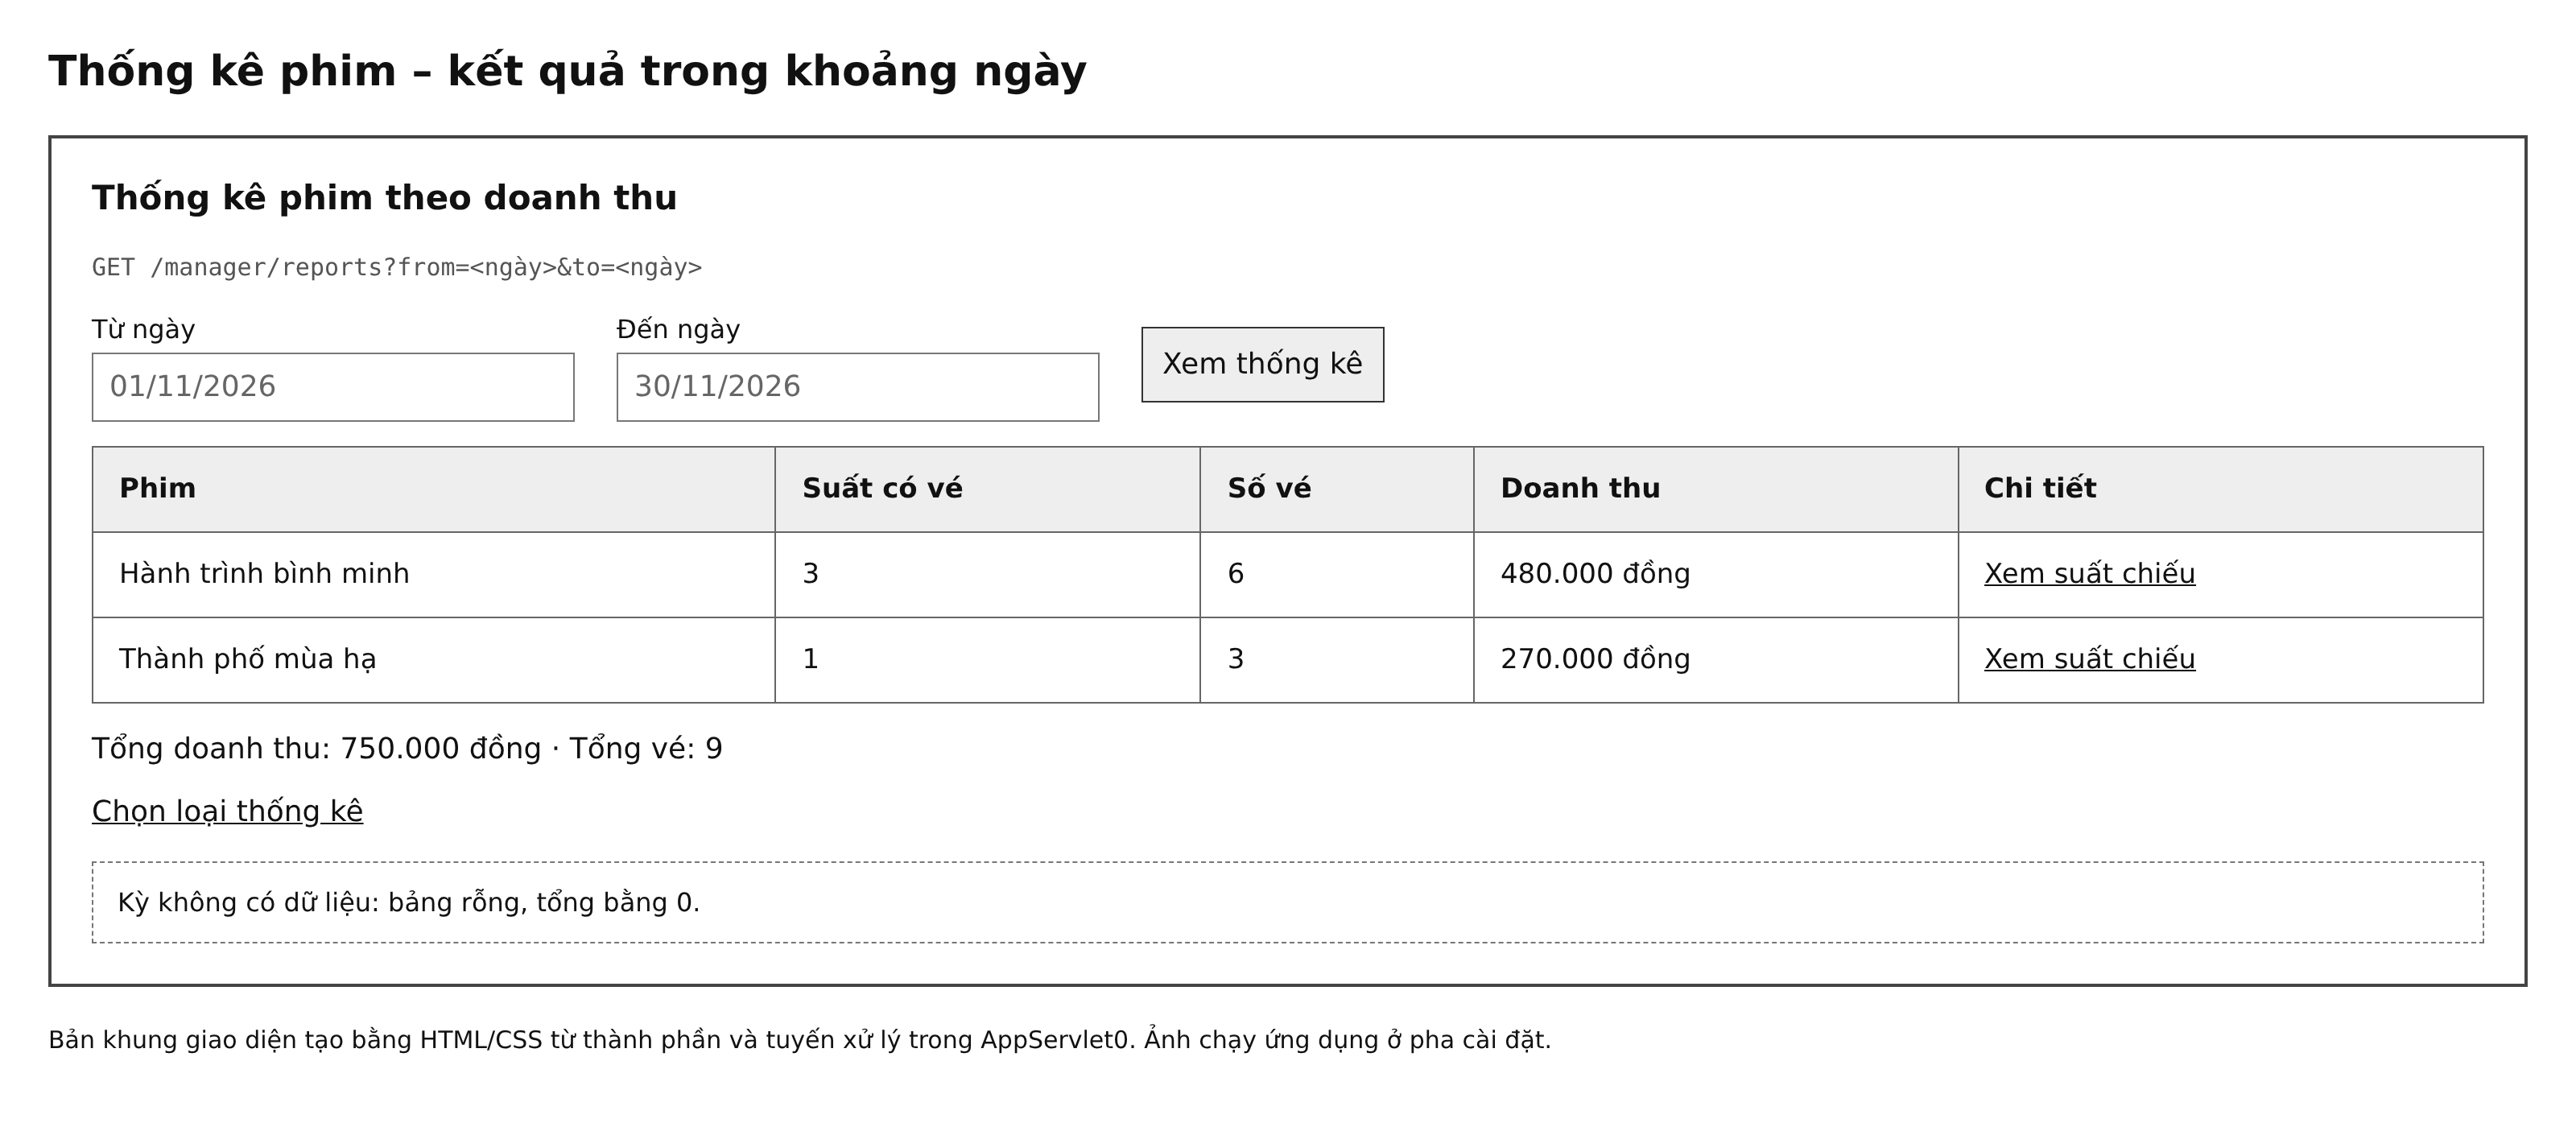 Thống kê phim – kết quả trong khoảng ngày
Thống kê phim theo doanh thu
GET /manager/reports?from=<ngày>&to=<ngày>
Từ ngày Đến ngày
01/11/2026 30/11/2026 Xem thống kê
Phim Suất có vé Số vé Doanh thu Chi tiết
Hành trình bình minh 3 6 480.000 đồng Xem suất chiếu
Thành phố mùa hạ 1 3 270.000 đồng Xem suất chiếu
Tổng doanh thu: 750.000 đồng · Tổng vé: 9
Chọn loại thống kê
Kỳ không có dữ liệu: bảng rỗng, tổng bằng 0.
Bản khung giao diện tạo bằng HTML/CSS từ thành phần và tuyến xử lý trong AppServlet0. Ảnh chạy ứng dụng ở pha cài đặt.